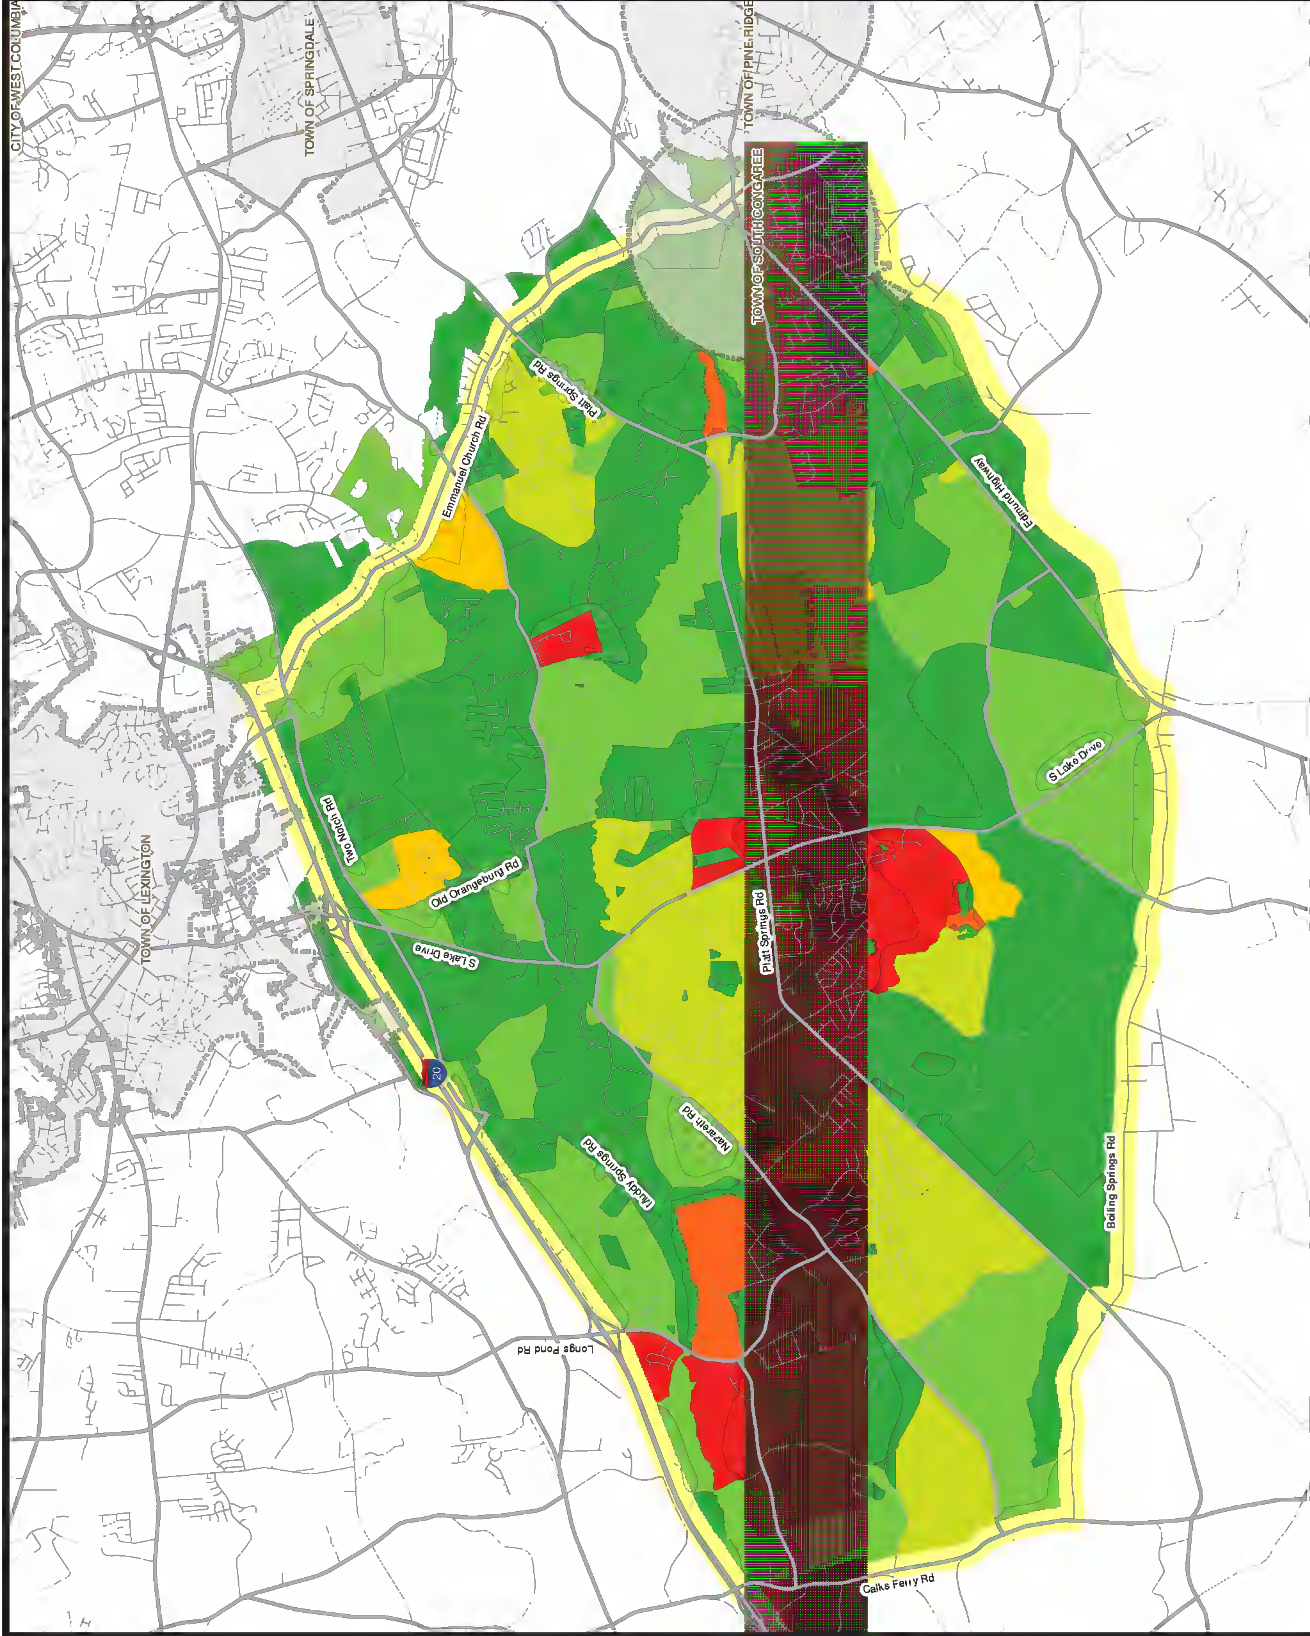 CITY OF WEST COLUMBIA
TOWN OF SPRINGDALE
TOWN OF PINE RIDGE
TOWN OF SOUTH CONGAREE
Platt Springs Rd
Emmanuel Church Rd
Edmund Highway
S Lake Drive
Two Notch Rd
TOWN OF LEXINGTON
Old Orangeburg Rd
S Lake Drive
Platt Springs Rd
20
Nazareth Rd
Muddy Springs Rd
Boiling Springs Rd
Longs Pond Rd
Calks Ferry Rd